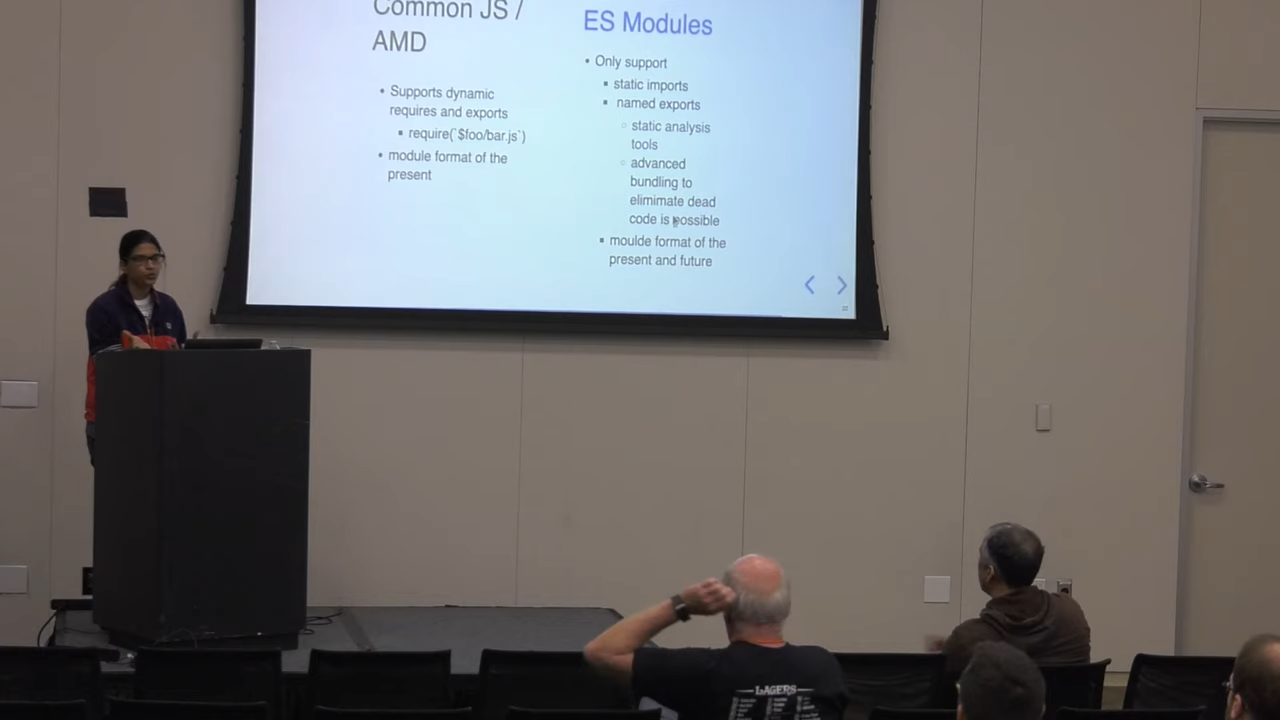 Common JS /
AMD
• Supports dynamic
requires and exports
▪ require(`$foo/bar.js`)
• module format of the
present
ES Modules
• Only support
▪ static imports
▪ named exports
○ static analysis
tools
○ advanced
bundling to
elimimate dead
code is possible
▪ moulde format of the
present and future
LAGERS